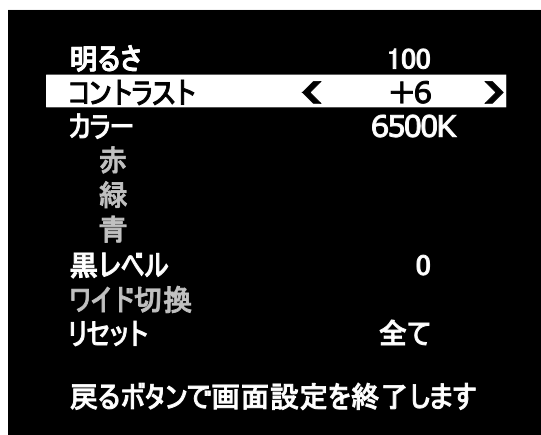 明るさ 100
コントラスト +6
カラー 6500K
赤
緑
青
黒レベル 0
ワイド切換
リセット 全て
戻るボタンで画面設定を終了します